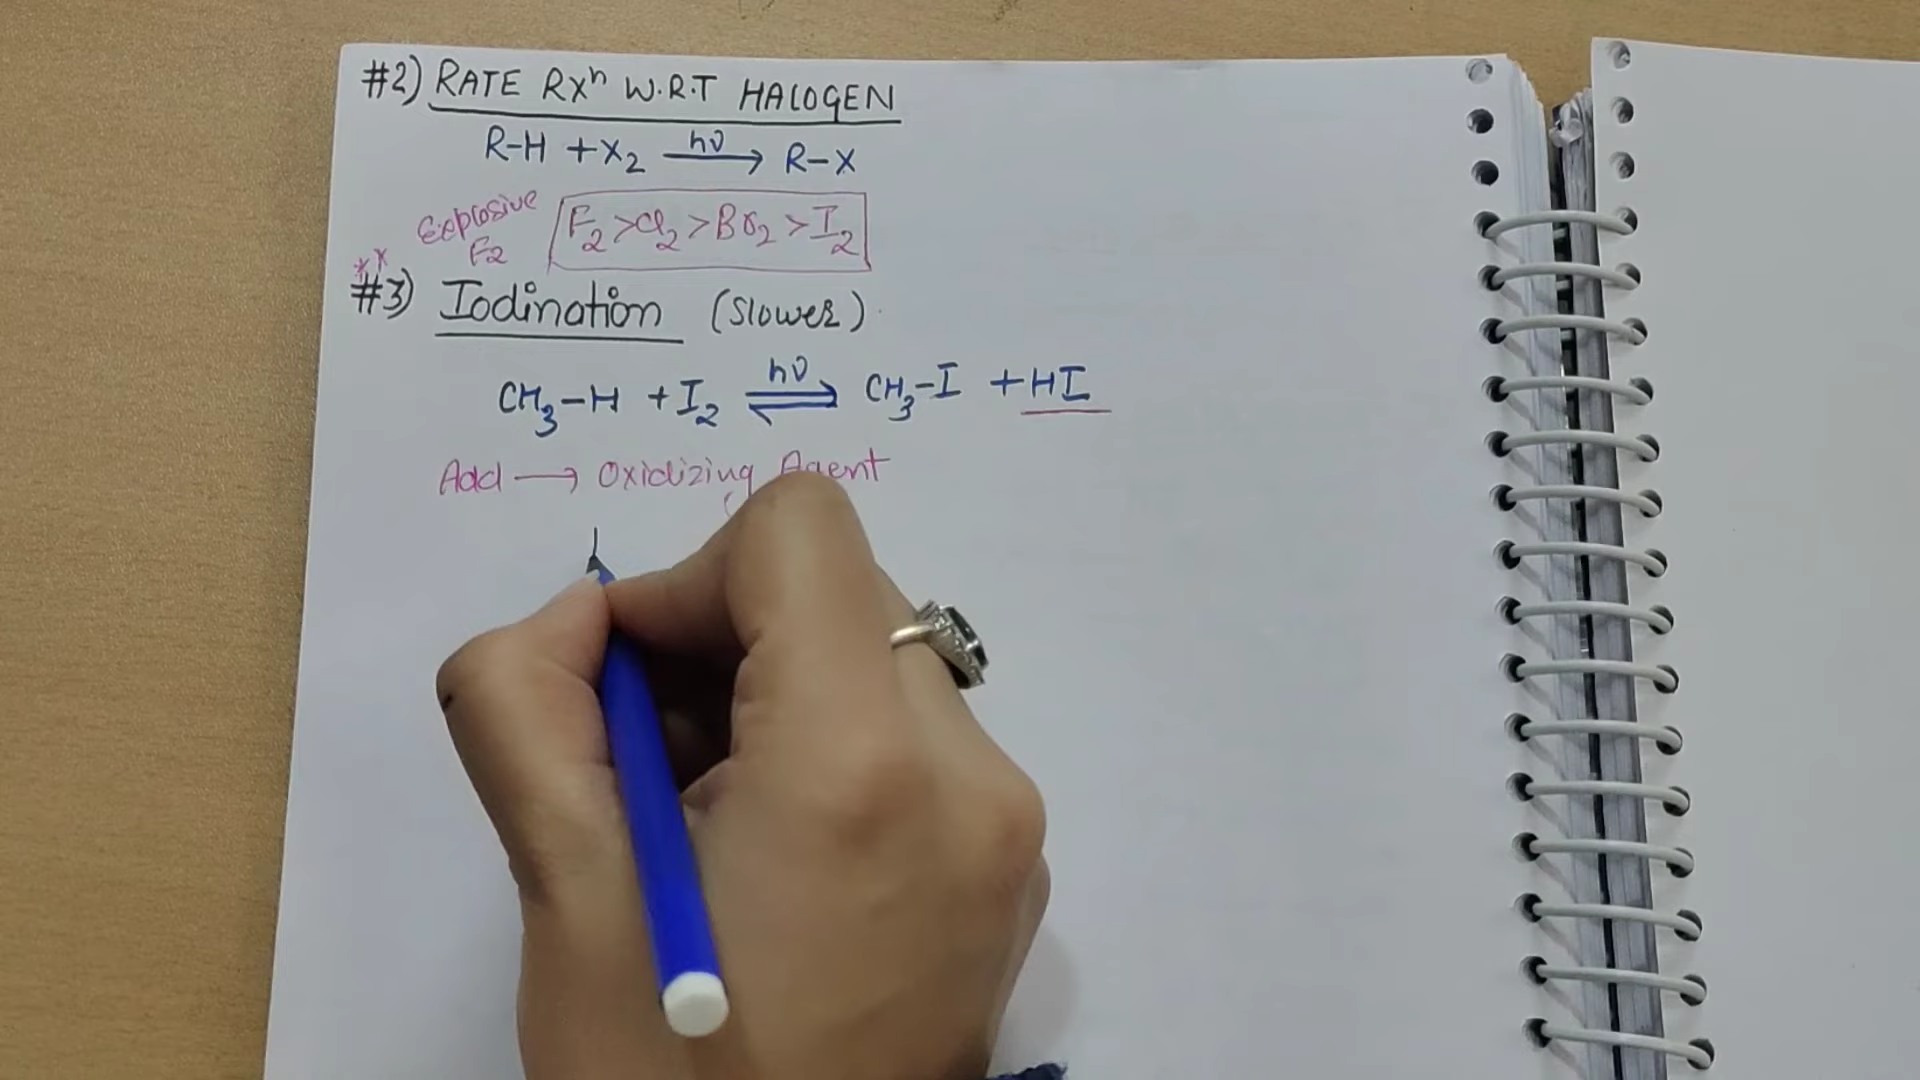 #2) RATE RXⁿ W.R.T HALOGEN
R-H + X₂ —hν→ R-X
Explosive F₂ > Cl₂ > Br₂ > I₂
F₂
**
#3) Iodination (Slower)
CH₃-H + I₂ ⇌ hν CH₃-I + HI
Add → Oxidizing Agent